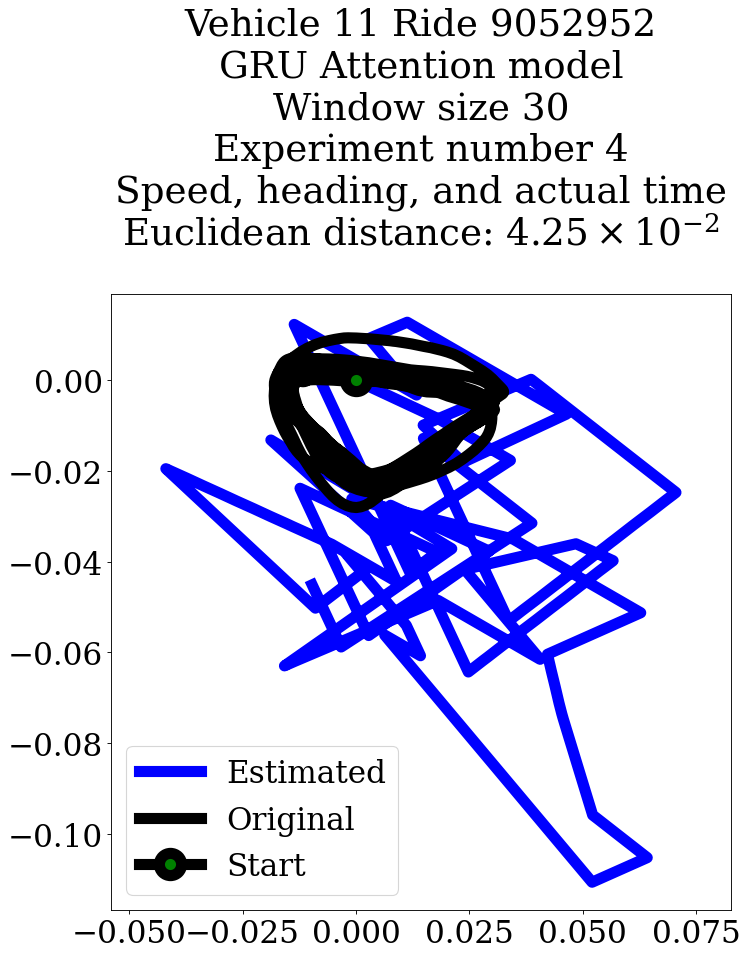 Vehicle 11 Ride 9052952
GRU Attention model
Window size 30
Experiment number 4
Speed, heading, and actual time
Euclidean distance: 4.25 × 10⁻²
0.00
−0.02
−0.04
−0.06
−0.08
−0.10
Estimated
Original
Start
−0.050 −0.025 0.000 0.025 0.050 0.075